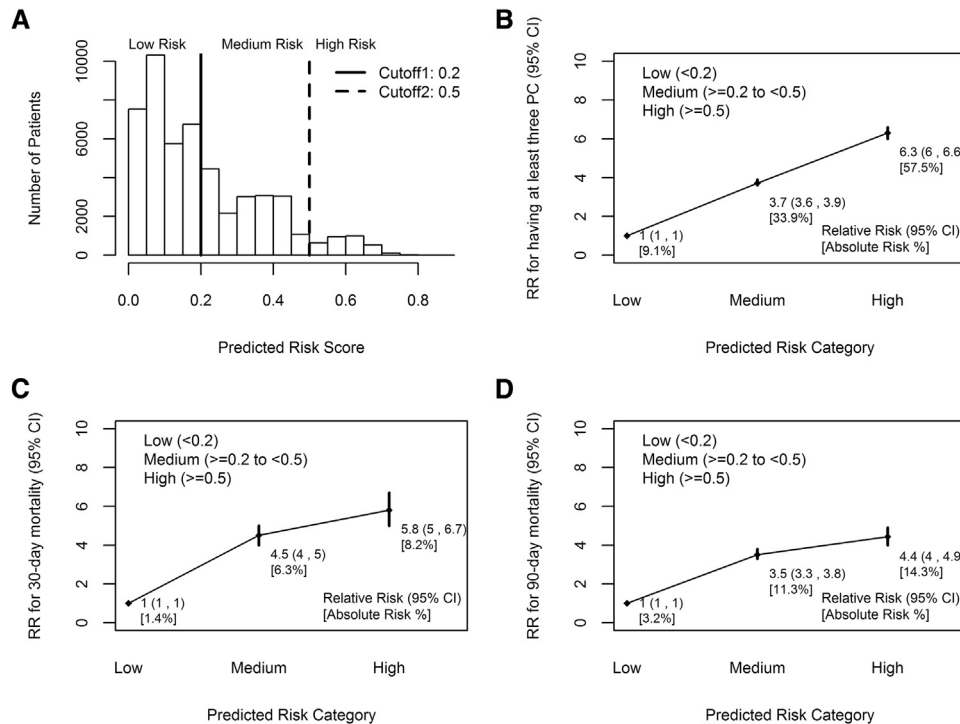 A
Low Risk Medium Risk High Risk
Cutoff1: 0.2
Cutoff2: 0.5
Number of Patients
0 2000 6000 10000
0.0 0.2 0.4 0.6 0.8
Predicted Risk Score
B
RR for having at least three PC (95% CI)
0 2 4 6 8 10
Low (<0.2)
Medium (>=0.2 to <0.5)
High (>=0.5)
1 (1 , 1)
[9.1%]
3.7 (3.6 , 3.9)
[33.9%]
6.3 (6 , 6.6
[57.5%]
Relative Risk (95% CI)
[Absolute Risk %]
Low Medium High
Predicted Risk Category
C
RR for 30-day mortality (95% CI)
0 2 4 6 8 10
Low (<0.2)
Medium (>=0.2 to <0.5)
High (>=0.5)
1 (1 , 1)
[1.4%]
4.5 (4 , 5)
[6.3%]
5.8 (5 , 6.7)
[8.2%]
Relative Risk (95% CI)
[Absolute Risk %]
Low Medium High
Predicted Risk Category
D
RR for 90-day mortality (95% CI)
0 2 4 6 8 10
Low (<0.2)
Medium (>=0.2 to <0.5)
High (>=0.5)
1 (1 , 1)
[3.2%]
3.5 (3.3 , 3.8)
[11.3%]
4.4 (4 , 4.9
[14.3%]
Relative Risk (95% CI)
[Absolute Risk %]
Low Medium High
Predicted Risk Category